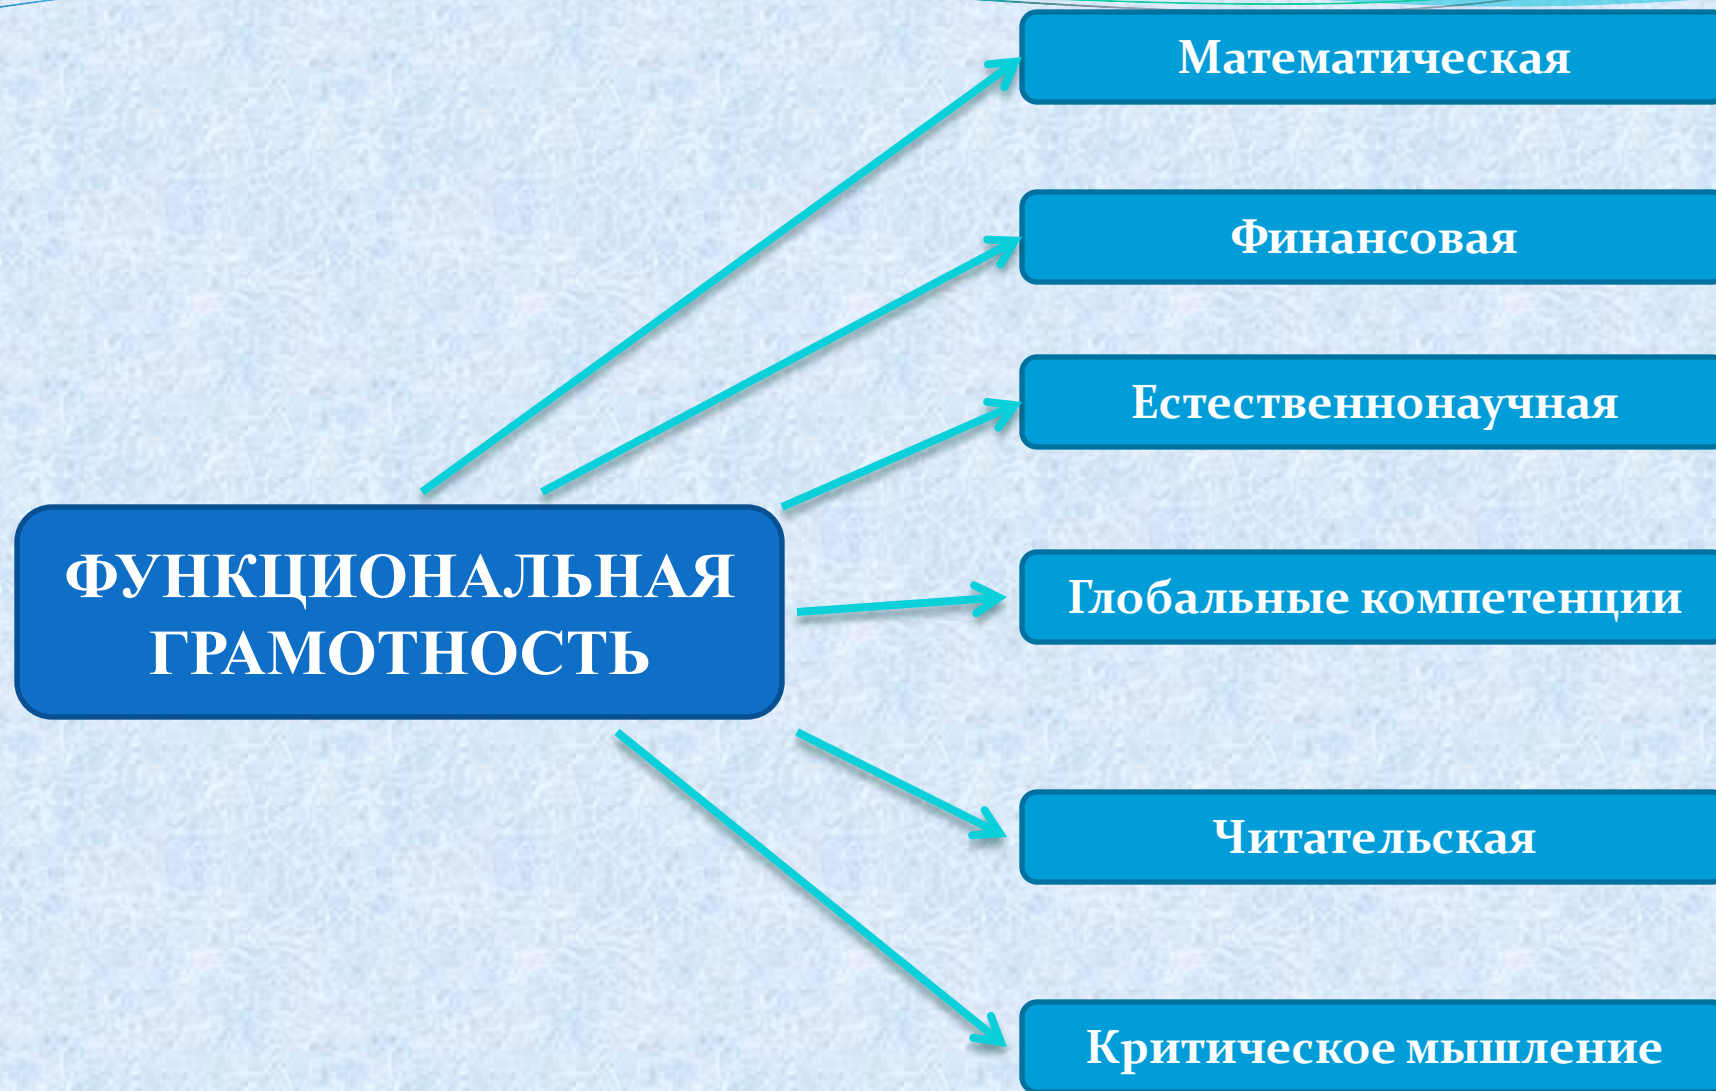 Математическая
Финансовая
Естественнонаучная
ФУНКЦИОНАЛЬНАЯ
ГРАМОТНОСТЬ
Глобальные компетенции
Читательская
Критическое мышление